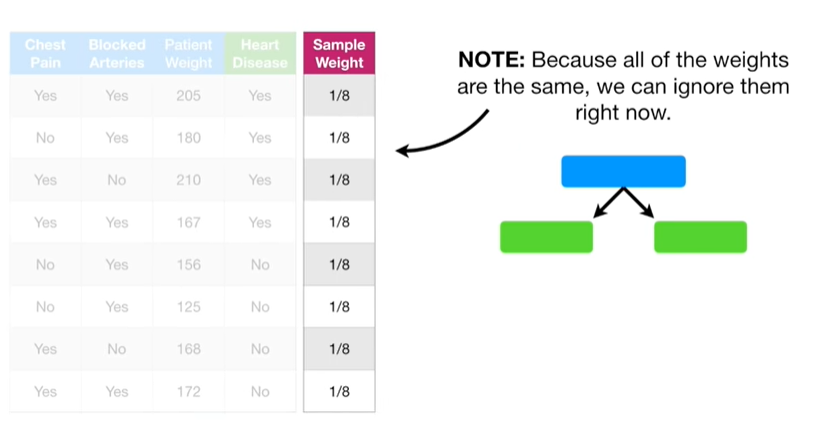 Chest Pain Blocked Arteries Patient Weight Heart Disease Sample Weight
Yes Yes 205 Yes 1/8
No Yes 180 Yes 1/8
Yes No 210 Yes 1/8
Yes Yes 167 Yes 1/8
No Yes 156 No 1/8
No Yes 125 No 1/8
Yes No 168 No 1/8
Yes Yes 172 No 1/8
NOTE: Because all of the weights
are the same, we can ignore them
right now.